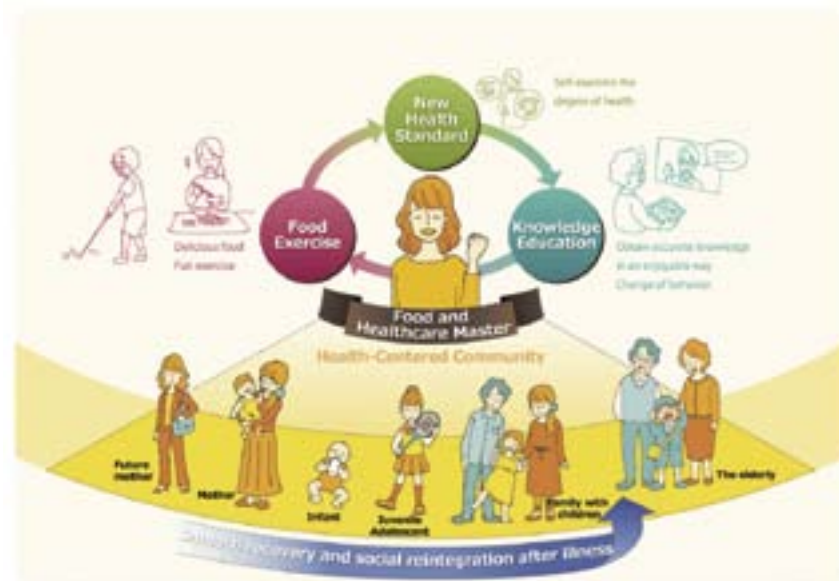 New
Health
Standard
Self-examine the
degree of health
Food
Exercise
Delicious food
Fun exercise
Knowledge
Education
Obtain accurate knowledge
in an enjoyable way
Change of behavior
Food and
Healthcare Master
Health-Centered Community
Future
mother
Mother
Infant
Juvenile
Adolescent
Family with
children
The elderly
recovery and social reintegration after illness